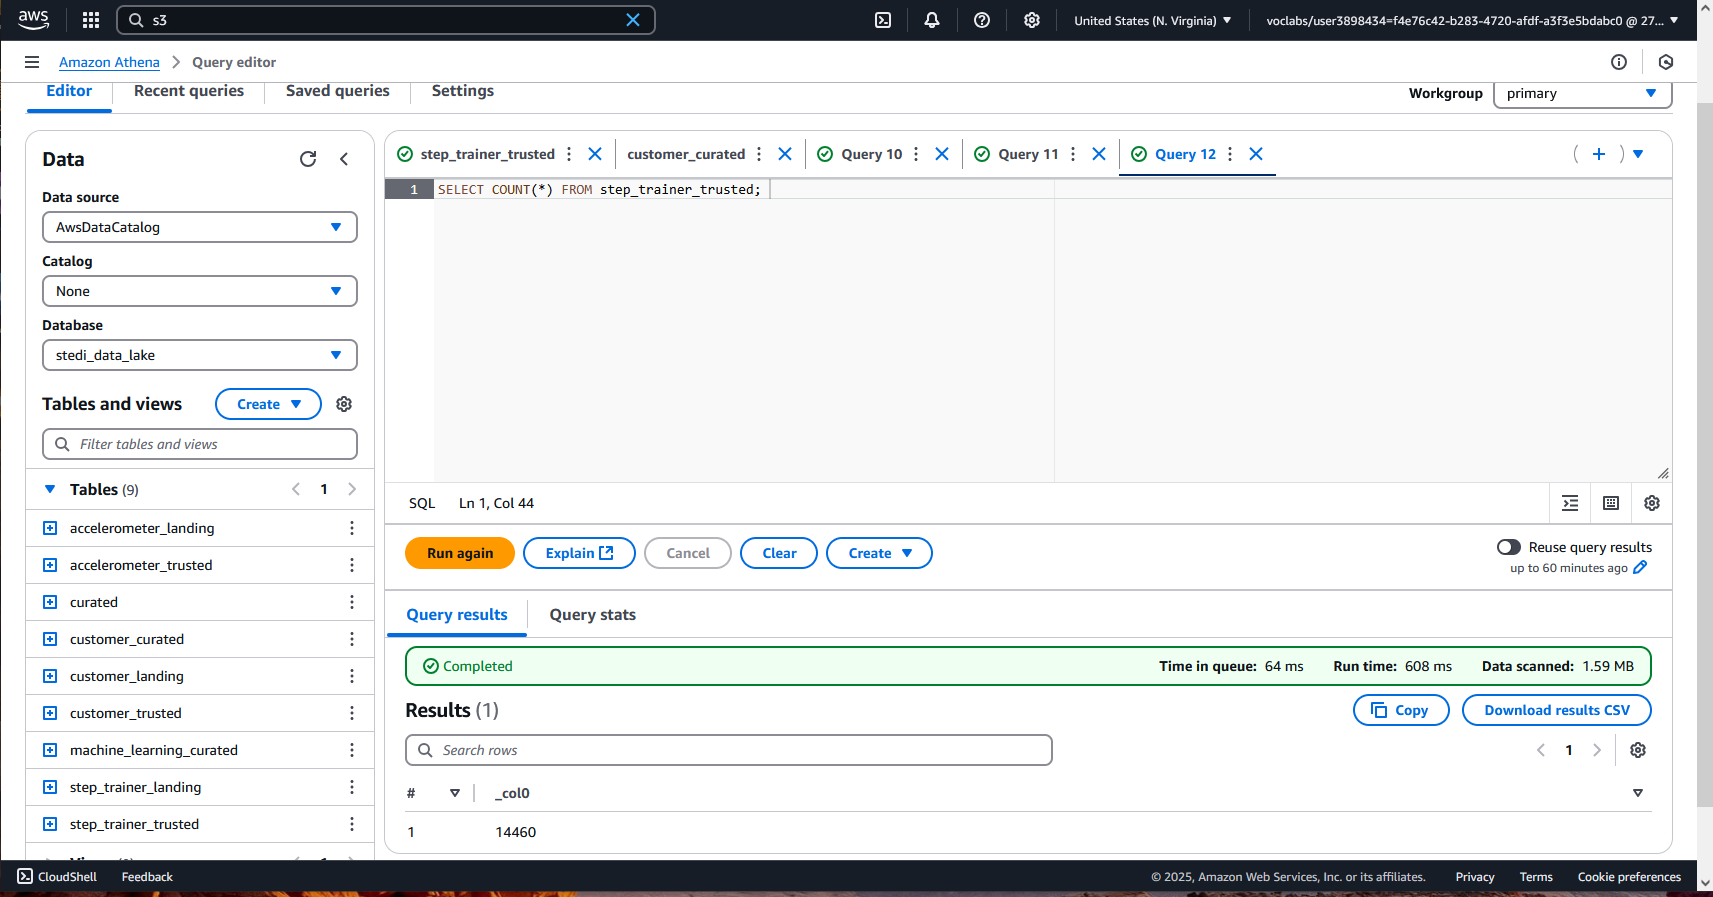 aws
s3
United States (N. Virginia)
voclabs/user3898434=f4e76c42-b283-4720-afdf-a3f3e5bdabc0 @ 27...
Amazon Athena
Query editor
Editor
Recent queries
Saved queries
Settings
Workgroup
primary
Data
Data source
AwsDataCatalog
Catalog
None
Database
stedi_data_lake
Tables and views
Create
Filter tables and views
Tables (9)
1
accelerometer_landing
accelerometer_trusted
curated
customer_curated
customer_landing
customer_trusted
machine_learning_curated
step_trainer_landing
step_trainer_trusted
step_trainer_trusted
customer_curated
Query 10
Query 11
Query 12
1 SELECT COUNT(*) FROM step_trainer_trusted;
SQL
Ln 1, Col 44
Run again
Explain
Cancel
Clear
Create
Reuse query results
up to 60 minutes ago
Query results
Query stats
Completed
Time in queue: 64 ms
Run time: 608 ms
Data scanned: 1.59 MB
Results (1)
Copy
Download results CSV
Search rows
1
#
_col0
1
14460
CloudShell
Feedback
© 2025, Amazon Web Services, Inc. or its affiliates.
Privacy
Terms
Cookie preferences